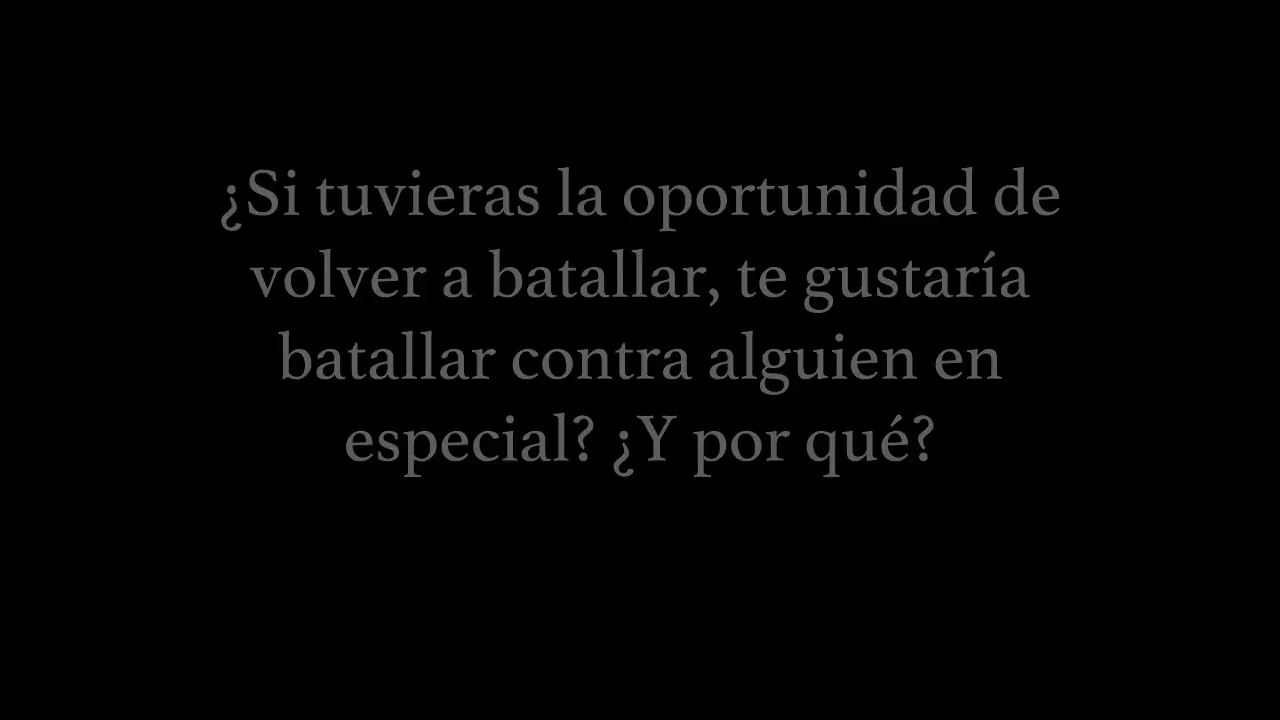 ¿Si tuvieras la oportunidad de
volver a batallar, te gustaría
batallar contra alguien en
especial? ¿Y por qué?